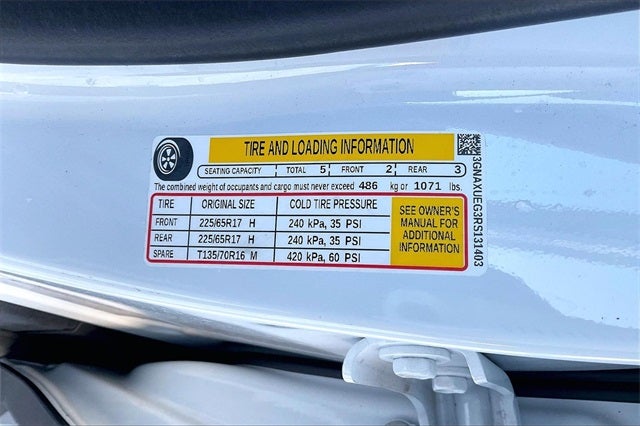 TIRE AND LOADING INFORMATION
SEATING CAPACITY TOTAL 5 FRONT 2 REAR 3
The combined weight of occupants and cargo must never exceed 486 kg or 1071 lbs.
TIRE ORIGINAL SIZE COLD TIRE PRESSURE
FRONT 225/65R17 H 240 kPa, 35 PSI
REAR 225/65R17 H 240 kPa, 35 PSI
SPARE T135/70R16 M 420 kPa, 60 PSI
SEE OWNER'S
MANUAL FOR
ADDITIONAL
INFORMATION
3GNAXUEG3RS131403